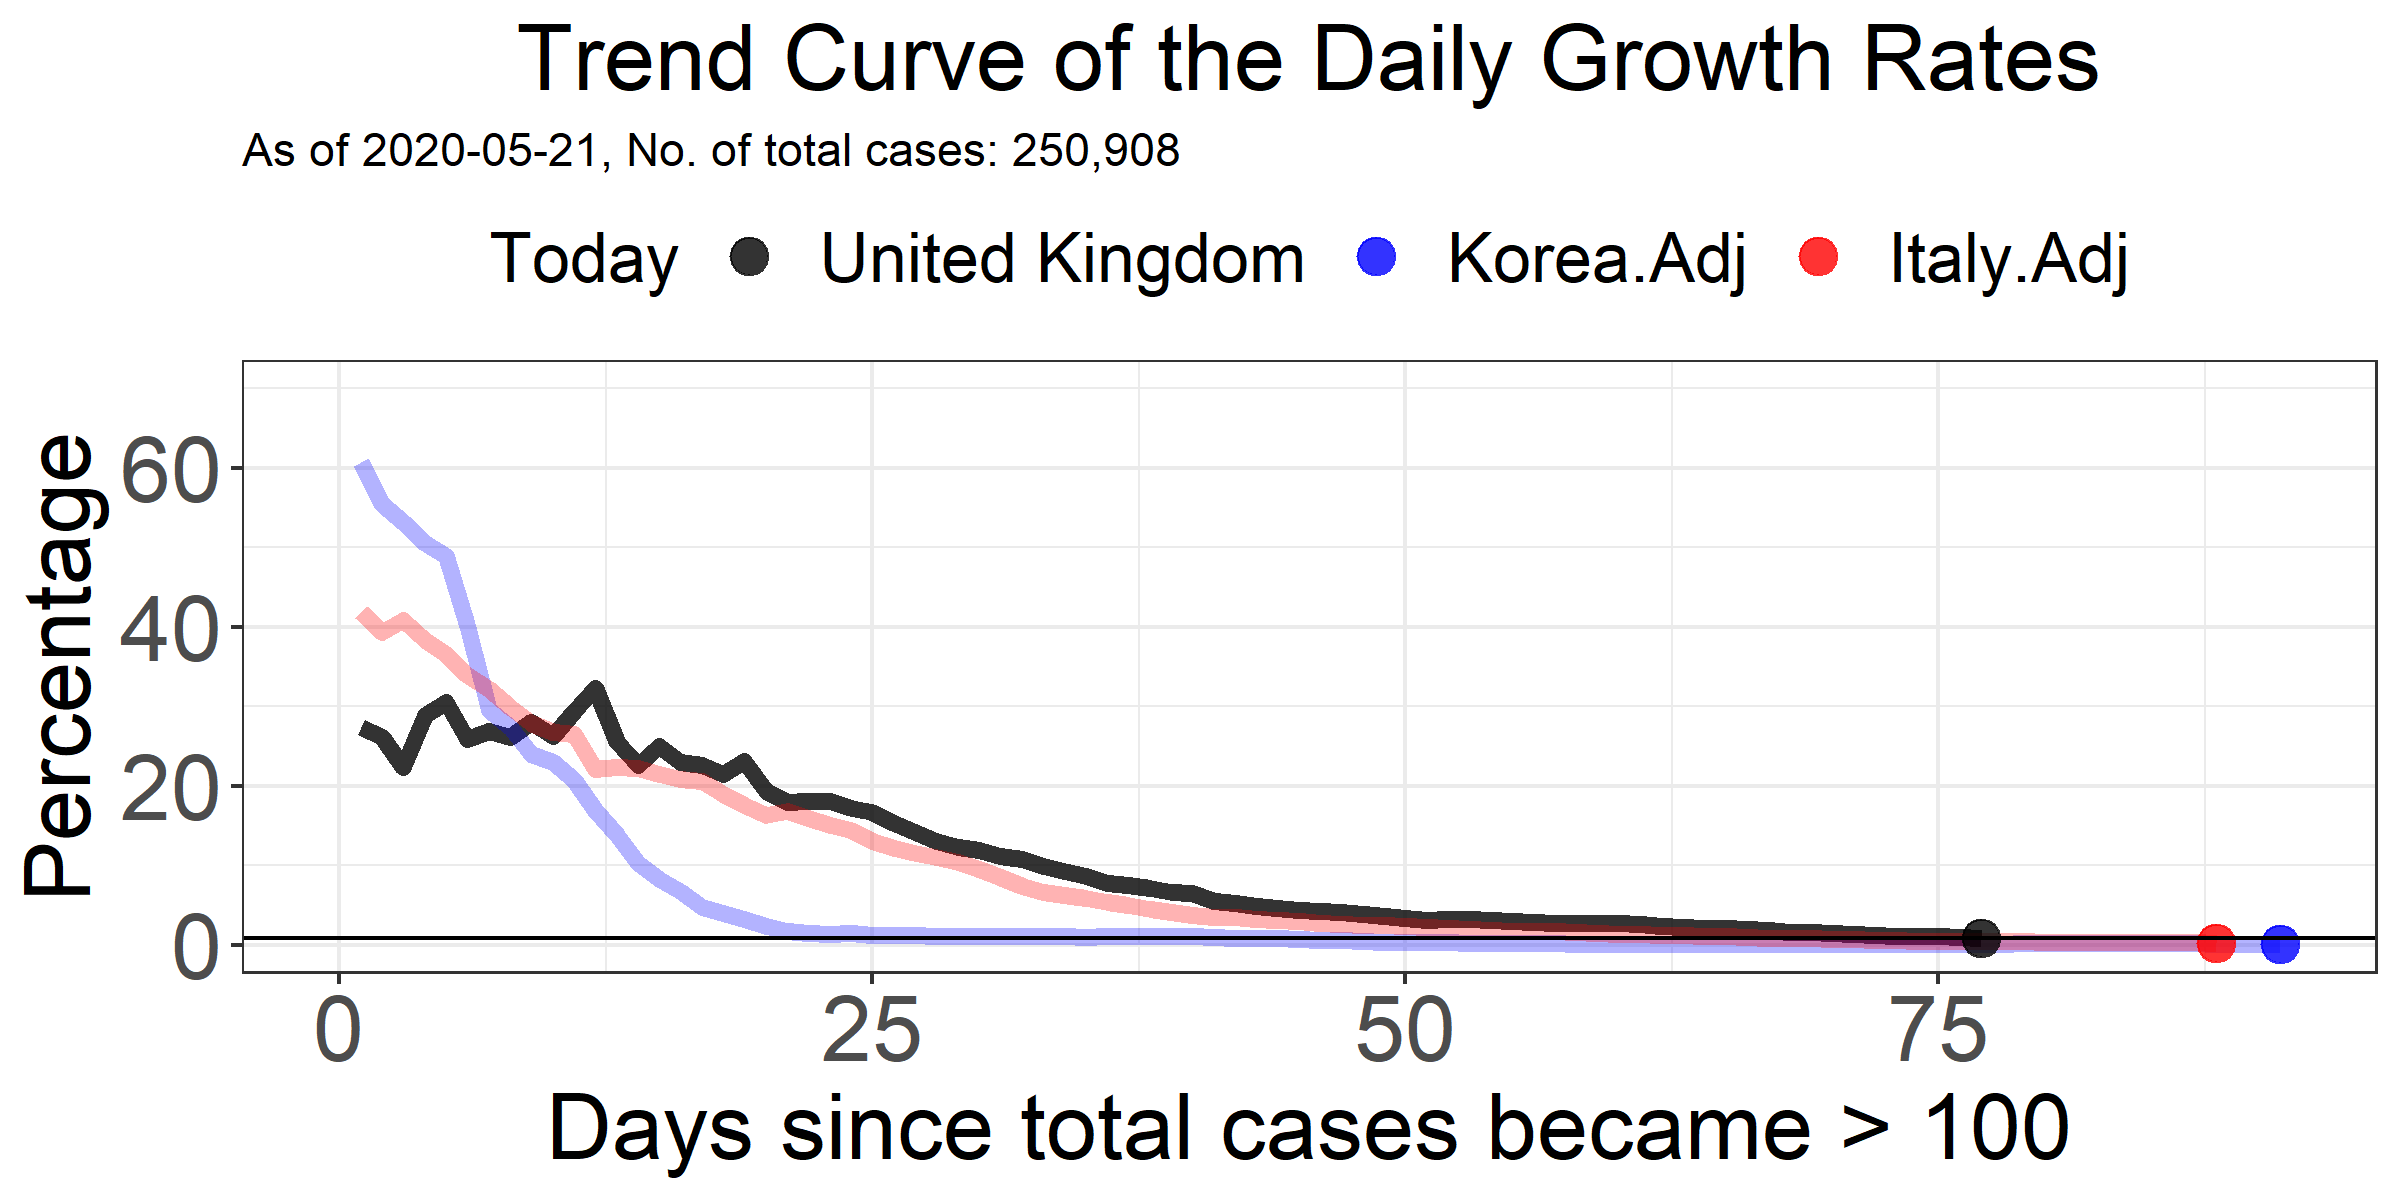 Trend Curve of the Daily Growth Rates
As of 2020-05-21, No. of total cases: 250,908
Today United Kingdom Korea.Adj Italy.Adj
Percentage
60
40
20
0
0 25 50 75
Days since total cases became > 100